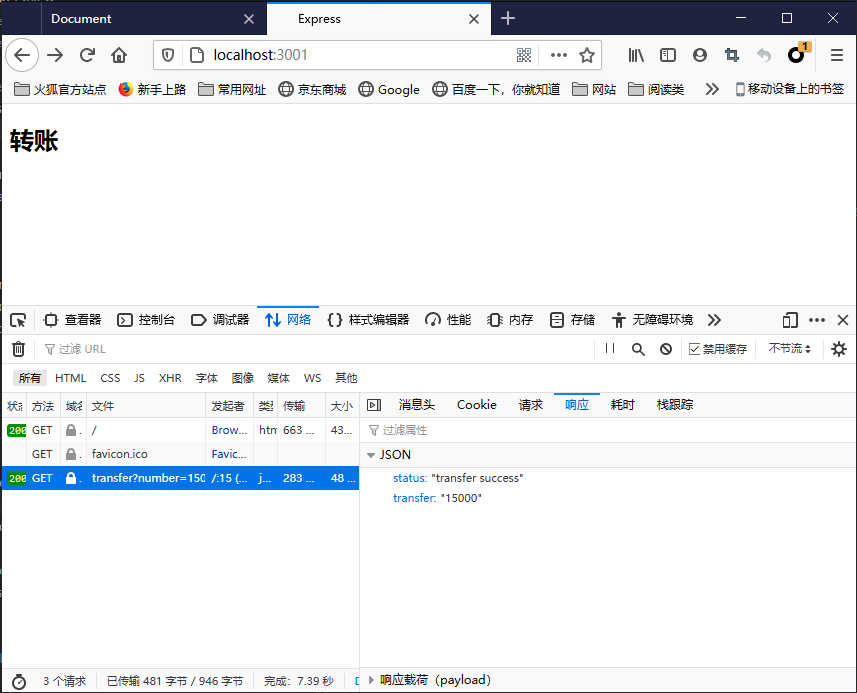 Document
Express
localhost:3001
1
火狐官方站点 新手上路 常用网址 京东商城 Google 百度一下，你就知道 网站 阅读类 移动设备上的书签
转账
查看器 控制台 调试器 网络 样式编辑器 性能 内存 存储 无障碍环境
过滤 URL 禁用缓存 不节流
所有 HTML CSS JS XHR 字体 图像 媒体 WS 其他
方法 文件 发起者 传输 大小 消息头 Cookie 请求 响应 耗时 栈跟踪
200 GET / Brow... htm 663 ... 43... 过滤属性
GET favicon.ico Favic... JSON
200 GET transfer?number=150 /:15 (... j... 283 ... 48 ... status: "transfer success"
transfer: "15000"
3 个请求 已传输 481 字节 / 946 字节 完成：7.39 秒 响应载荷（payload）